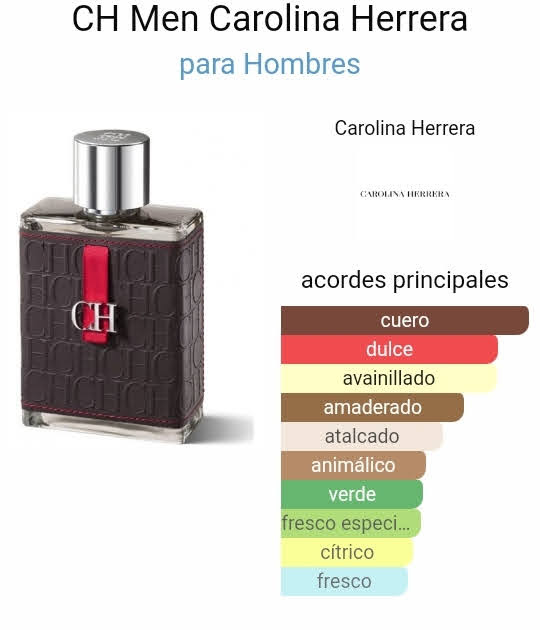 CH Men Carolina Herrera
para Hombres
Carolina Herrera
CAROLINA HERRERA
CH
acordes principales
cuero
dulce
avainillado
amaderado
atalcado
animálico
verde
fresco especi...
cítrico
fresco